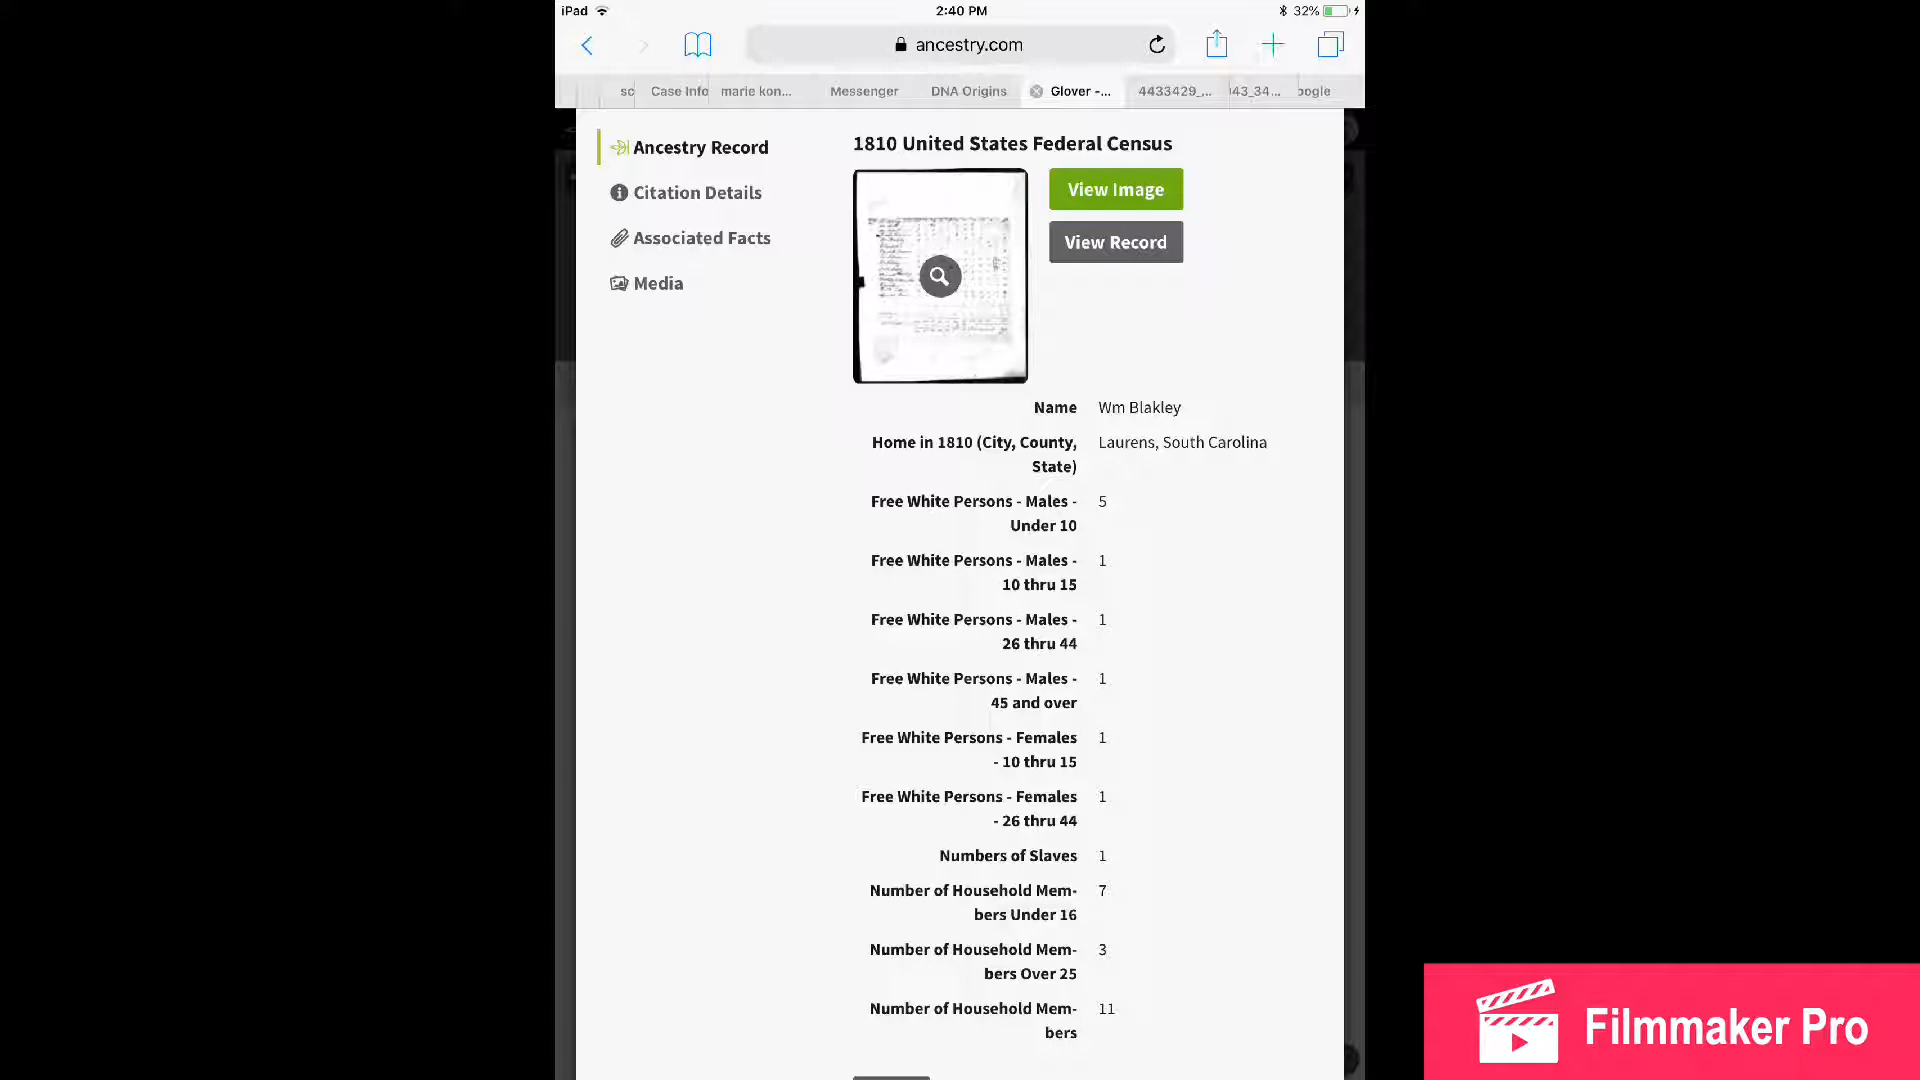 iPad 2:40 PM 32%
ancestry.com
sc Case Info marie kon... Messenger DNA Origins Glover -... 4433429_... 043_34... oogle
Ancestry Record
Citation Details
Associated Facts
Media
1810 United States Federal Census
View Image
View Record
Name Wm Blakley
Home in 1810 (City, County, Laurens, South Carolina
State)
Free White Persons - Males - 5
Under 10
Free White Persons - Males - 1
10 thru 15
Free White Persons - Males - 1
26 thru 44
Free White Persons - Males - 1
45 and over
Free White Persons - Females 1
- 10 thru 15
Free White Persons - Females 1
- 26 thru 44
Numbers of Slaves 1
Number of Household Mem- 7
bers Under 16
Number of Household Mem- 3
bers Over 25
Number of Household Mem- 11
bers
Filmmaker Pro